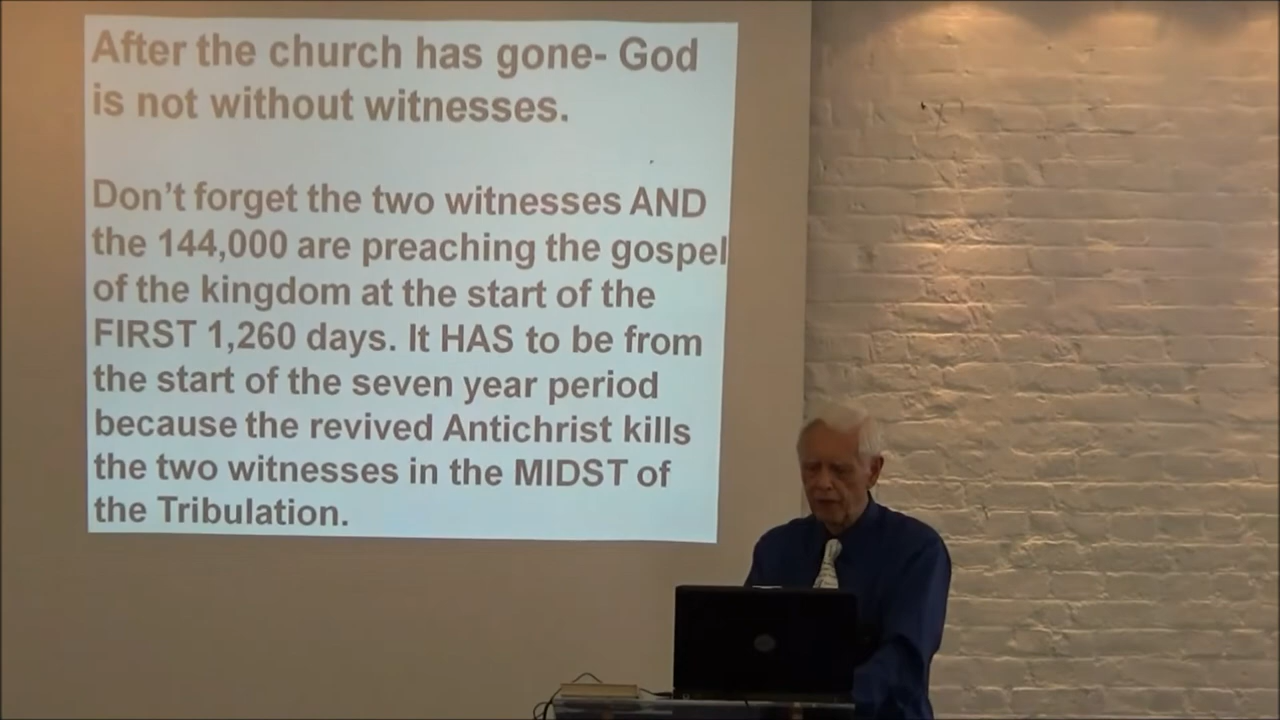 After the church has gone- God
is not without witnesses.
Don't forget the two witnesses AND
the 144,000 are preaching the gospel
of the kingdom at the start of the
FIRST 1,260 days. It HAS to be from
the start of the seven year period
because the revived Antichrist kills
the two witnesses in the MIDST of
the Tribulation.